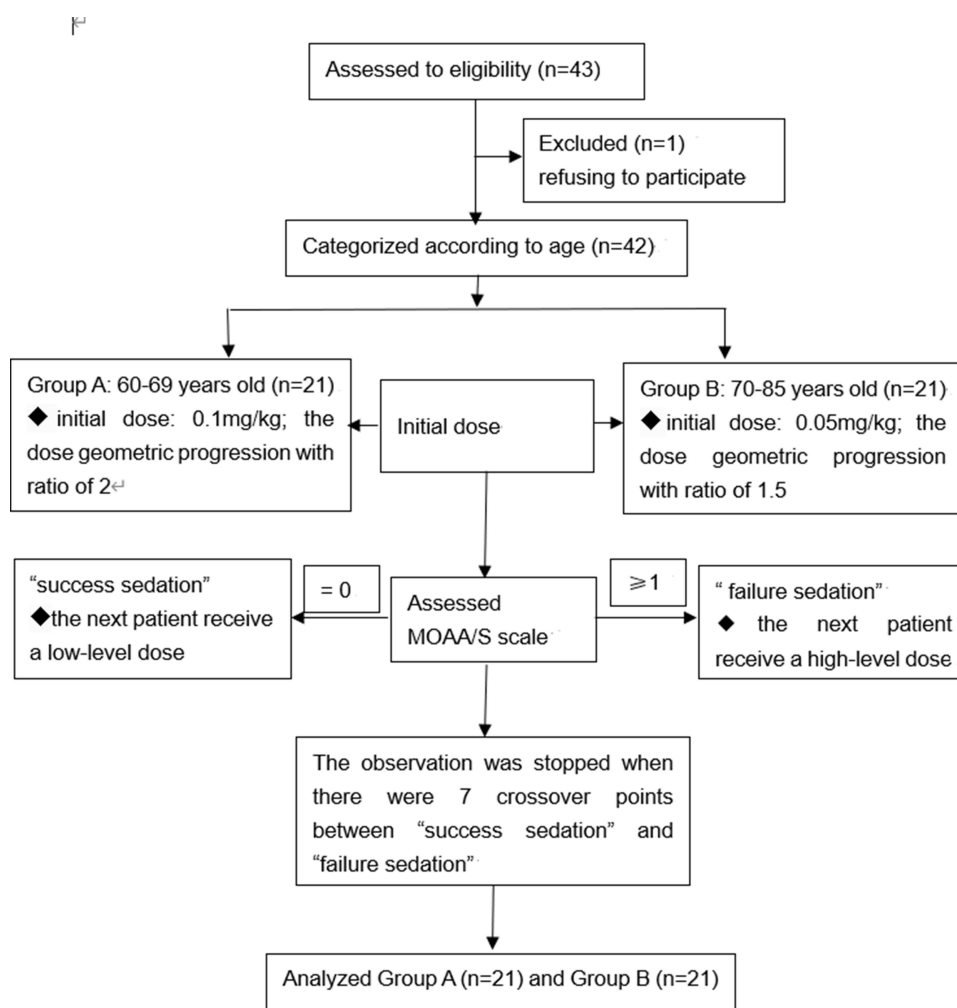 Assessed to eligibility (n=43)
Excluded (n=1)
refusing to participate
Categorized according to age (n=42)
Group A: 60-69 years old (n=21)
◆ initial dose: 0.1mg/kg; the
dose geometric progression with
ratio of 2↵
Initial dose
Group B: 70-85 years old (n=21)
◆ initial dose: 0.05mg/kg; the
dose geometric progression
with ratio of 1.5
“success sedation”
◆the next patient receive
a low-level dose
= 0
Assessed
MOAA/S scale
≥1
“ failure sedation”
◆ the next patient
receive a high-level dose
The observation was stopped when
there were 7 crossover points
between “success sedation” and
“failure sedation”
Analyzed Group A (n=21) and Group B (n=21)